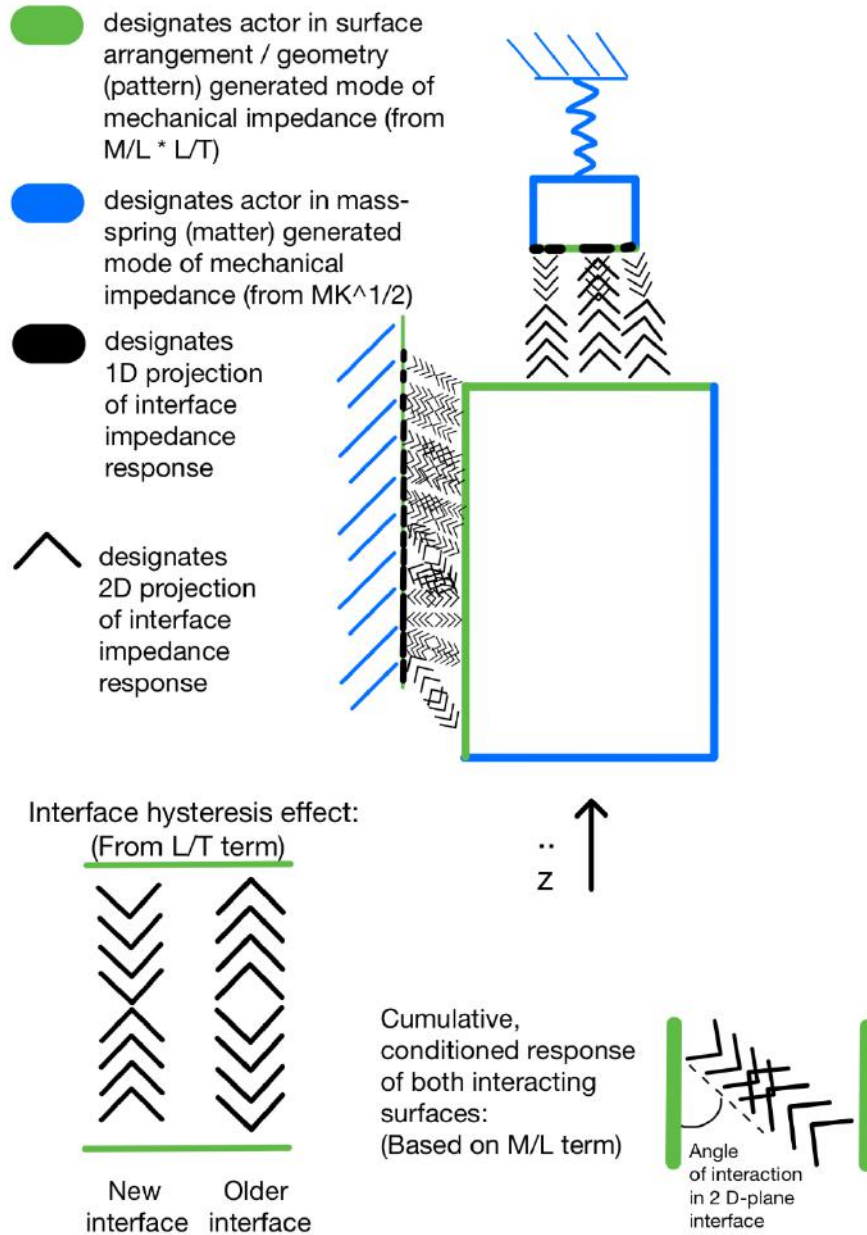 designates actor in surface
arrangement / geometry
(pattern) generated mode of
mechanical impedance (from
M/L * L/T)
designates actor in mass-
spring (matter) generated
mode of mechanical
impedance (from MK^1/2)
designates
1D projection
of interface
impedance
response
designates
2D projection
of interface
impedance
response
z̈
Interface hysteresis effect:
(From L/T term)
New
interface
Older
interface
Cumulative,
conditioned response
of both interacting
surfaces:
(Based on M/L term)
Angle
of interaction
in 2 D-plane
interface